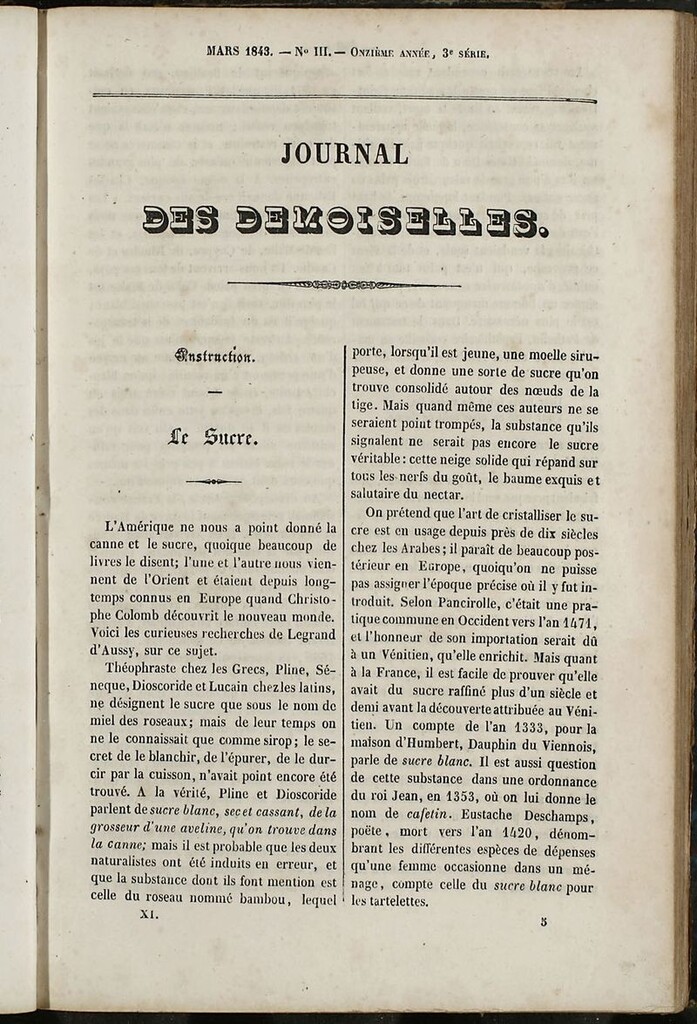 MARS 1843. — No III. — ONZIÈME ANNÉE, 3e SÉRIE.
JOURNAL
DES DEMOISELLES.
Instruction.
—
Le Sucre.
L'Amérique ne nous a point donné la
canne et le sucre, quoique beaucoup de
livres le disent; l'une et l'autre nous vien-
nent de l'Orient et étaient depuis long-
temps connus en Europe quand Christo-
phe Colomb découvrit le nouveau monde.
Voici les curieuses recherches de Legrand
d'Aussy, sur ce sujet.
Théophraste chez les Grecs, Pline, Sé-
nèque, Dioscoride et Lucain chez les latins,
ne désignent le sucre que sous le nom de
miel des roseaux; mais de leur temps on
ne le connaissait que comme sirop; le se-
cret de le blanchir, de l'épurer, de le dur-
cir par la cuisson, n'avait point encore été
trouvé. A la vérité, Pline et Dioscoride
parlent de sucre blanc, sec et cassant, de la
grosseur d'une aveline, qu'on trouve dans
la canne; mais il est probable que les deux
naturalistes ont été induits en erreur, et
que la substance dont ils font mention est
celle du roseau nommé bambou, lequel
XI.
porte, lorsqu'il est jeune, une moelle siru-
peuse, et donne une sorte de sucre qu'on
trouve consolidé autour des nœuds de la
tige. Mais quand même ces auteurs ne se
seraient point trompés, la substance qu'ils
signalent ne serait pas encore le sucre
véritable: cette neige solide qui répand sur
tous les nerfs du goût, le baume exquis et
salutaire du nectar.
On prétend que l'art de cristalliser le su-
cre est en usage depuis près de dix siècles
chez les Arabes; il paraît de beaucoup pos-
térieur en Europe, quoiqu'on ne puisse
pas assigner l'époque précise où il y fut in-
troduit. Selon Pancirolle, c'était une pra-
tique commune en Occident vers l'an 1471,
et l'honneur de son importation serait dû
à un Vénitien, qu'elle enrichit. Mais quant
à la France, il est facile de prouver qu'elle
avait du sucre raffiné plus d'un siècle et
demi avant la découverte attribuée au Véni-
tien. Un compte de l'an 1333, pour la
maison d'Humbert, Dauphin du Viennois,
parle de sucre blanc. Il est aussi question
de cette substance dans une ordonnance
du roi Jean, en 1353, où on lui donne le
nom de cafetin. Eustache Deschamps,
poëte, mort vers l'an 1420, dénom-
brant les différentes espèces de dépenses
qu'une femme occasionne dans un mé-
nage, compte celle du sucre blanc pour
les tartelettes.
5